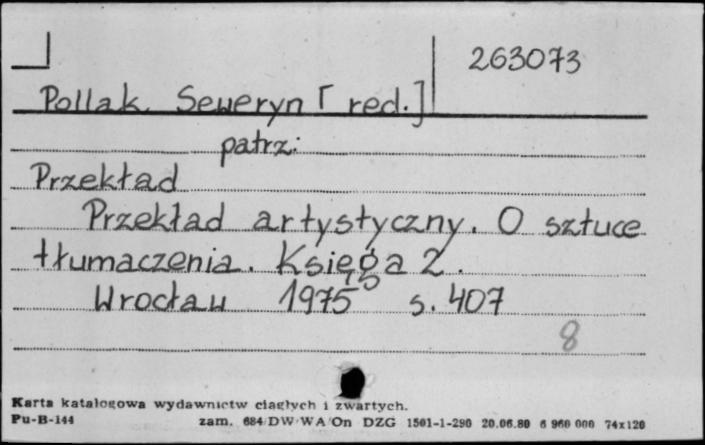 263073
Pollak Seweryn [red.]
patrz:
Przekład
Przekład artystyczny. O sztuce
tłumaczenia. Księga 2.
Wrocław 1975 s. 407
8
Karta katalogowa wydawnictw ciągłych i zwartych.
Pu-B-144 zam. 684/DW/WA/On DZG 1501-1-290 20.06.80 6 960 000 74x120